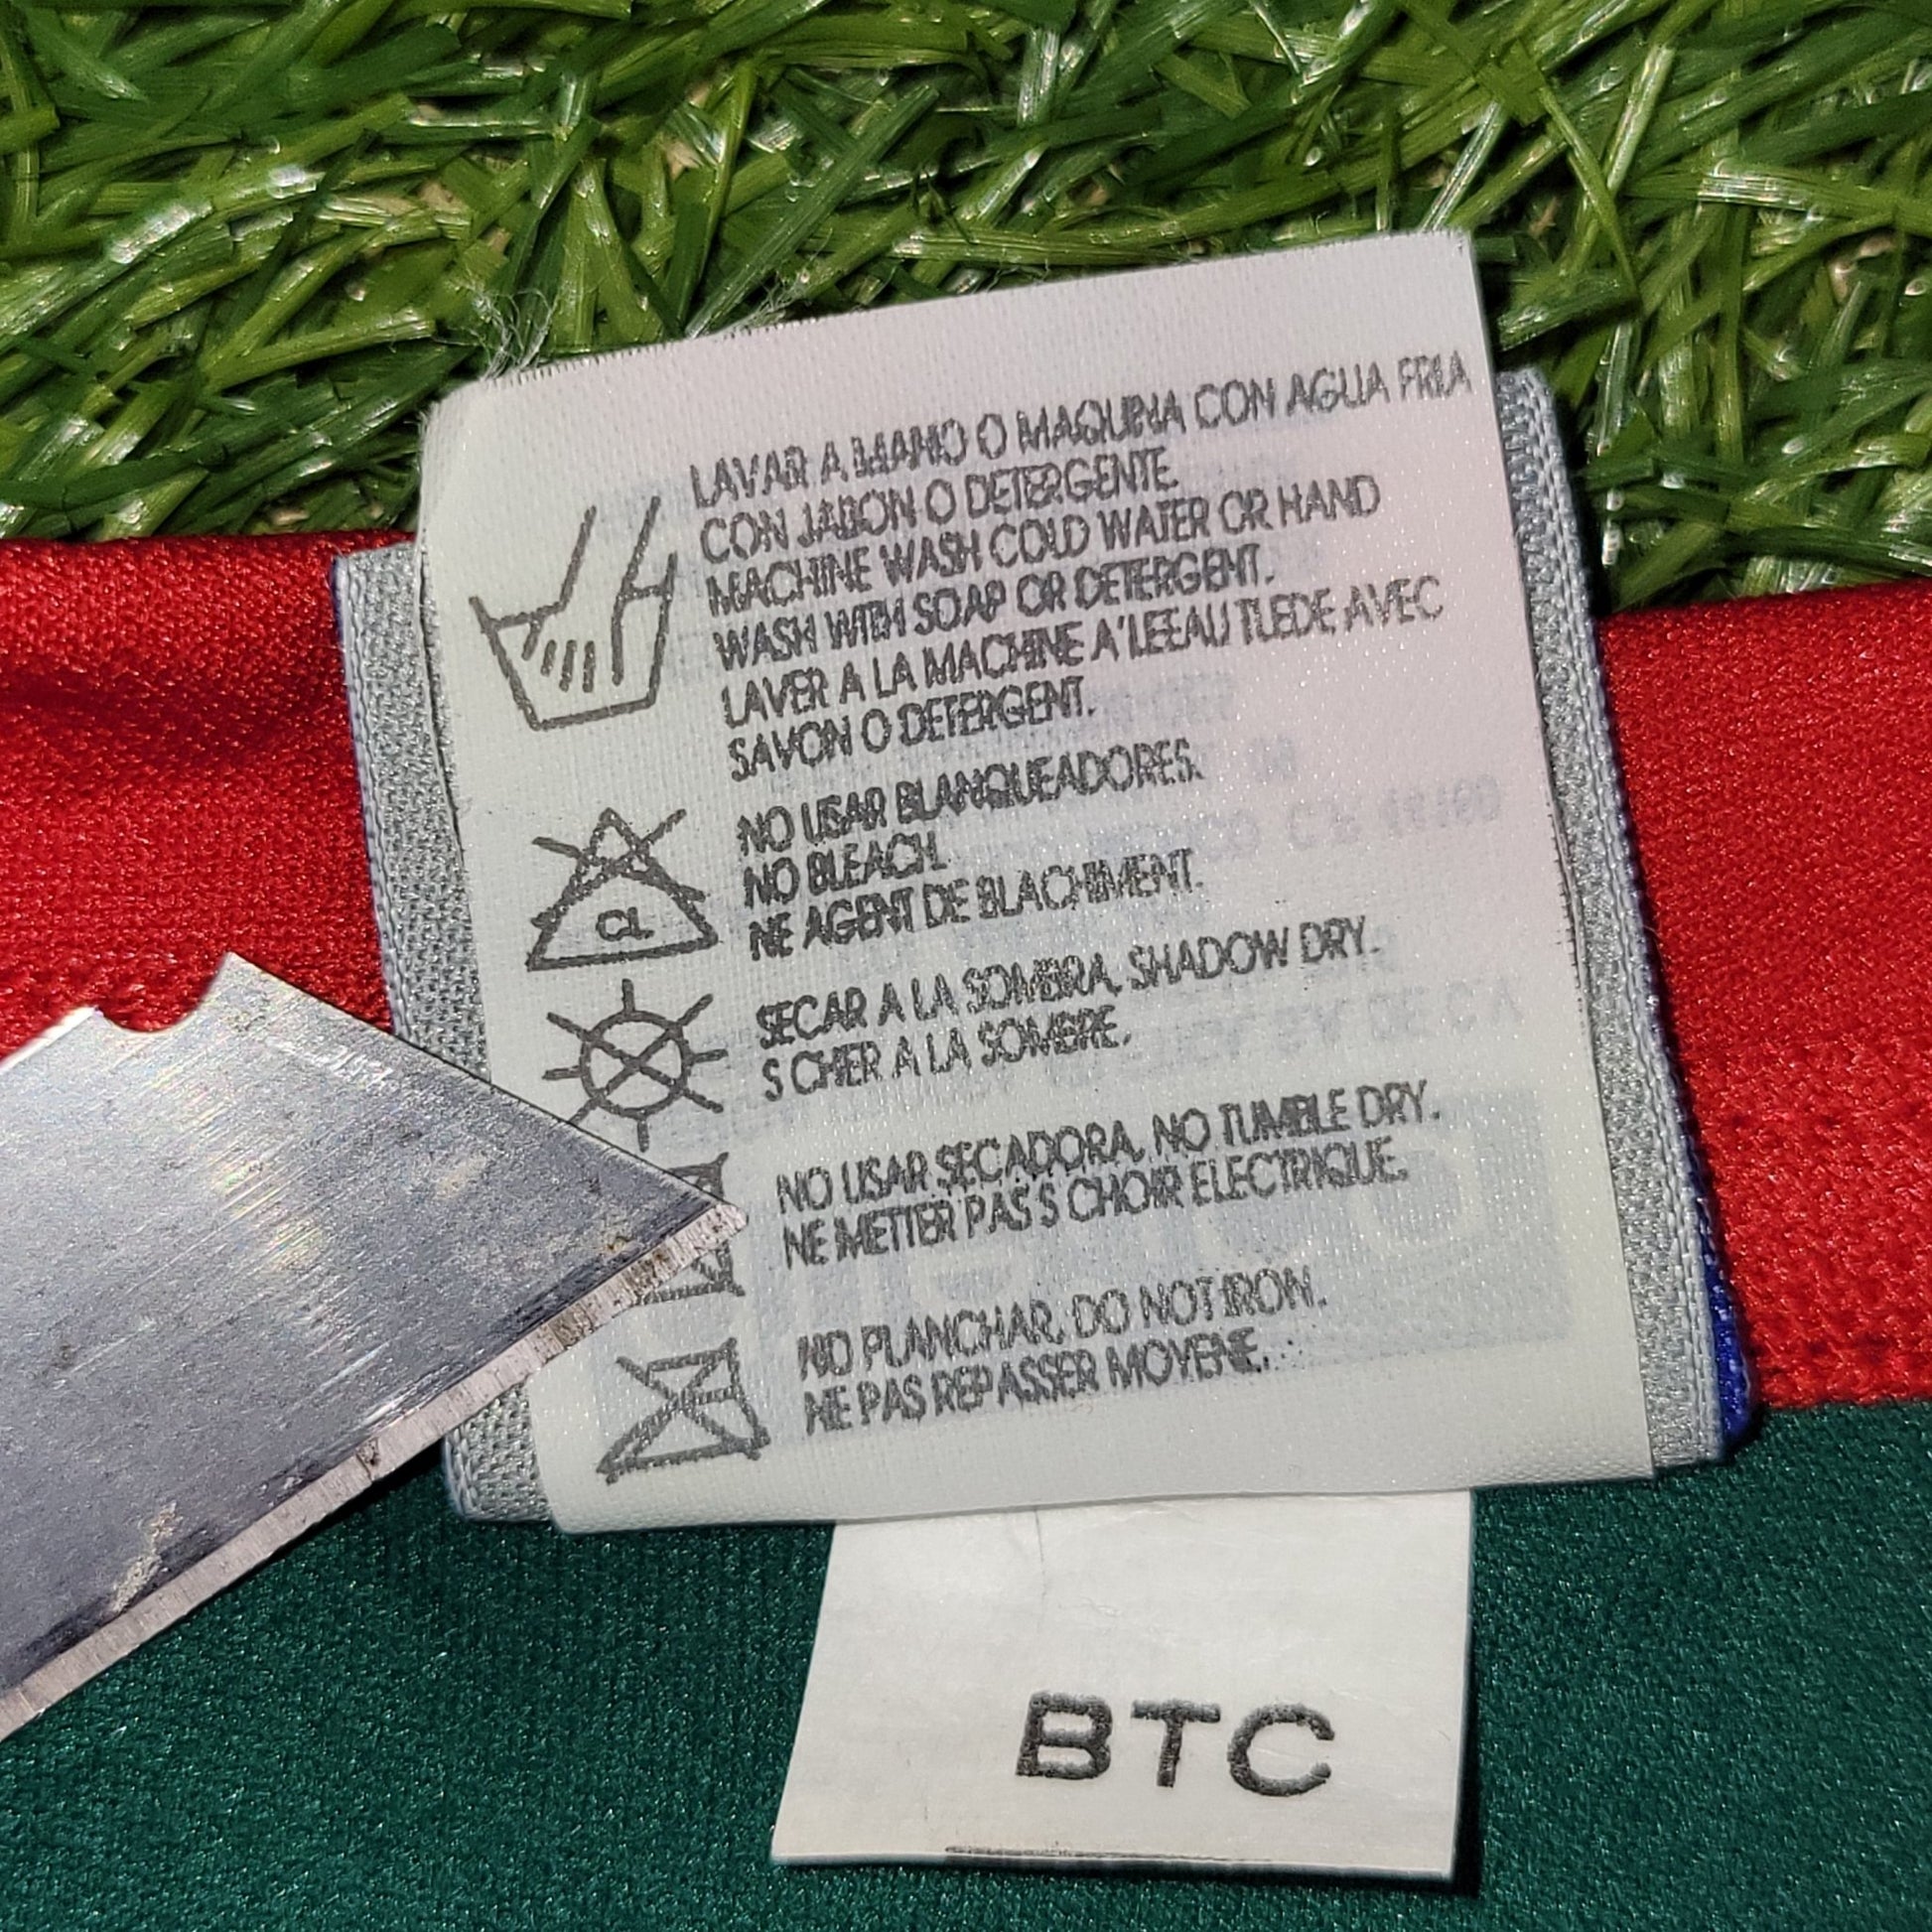 LAVAR A MANO O MAQUINA CON AGUA FRIA
CON JABON O DETERGENTE.
MACHINE WASH COLD WATER OR HAND
WASH WITH SOAP OR DETERGENT.
LAVER A LA MACHINE A'LEEAU TIEDE AVEC
SAVON O DETERGENT.
NO USAR BLANQUEADORES.
NO BLEACH.
NE AGENT DE BLACHIMENT.
CL
SECAR A LA SOMBRA, SHADOW DRY.
S CHER A LA SOMBRE.
NO USAR SECADORA, NO TUMBLE DRY.
NE METTER PAS S CHOIR ELECTRIQUE.
NO PLANCHAR, DO NOT IRON.
NE PAS REPASSER MOYENE.
BTC